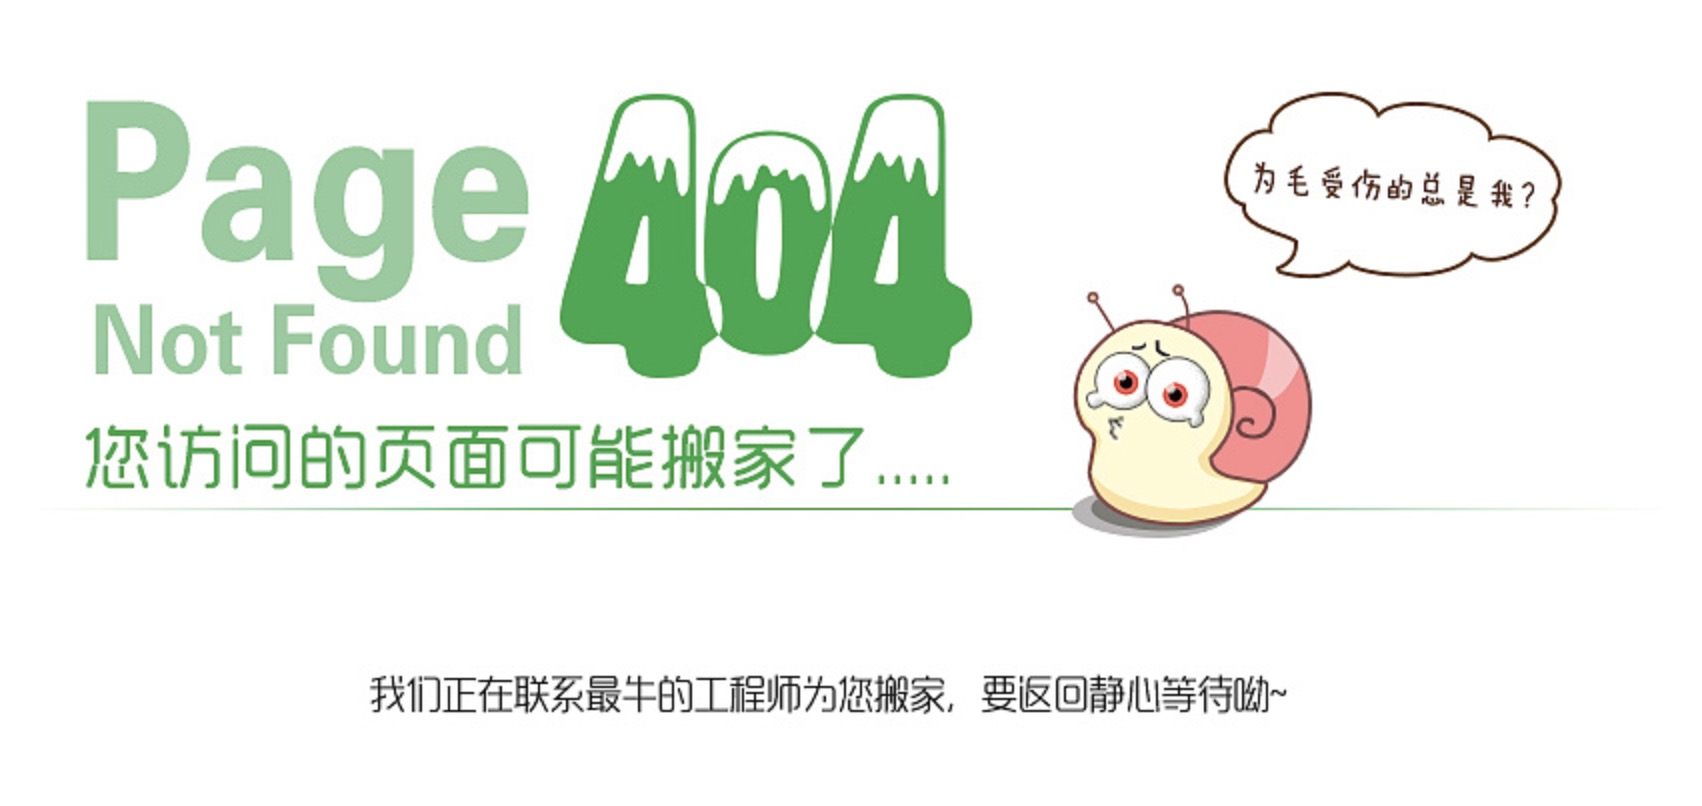 Page
404
Not Found
您访问的页面可能搬家了.....
为毛受伤的总是我?
我们正在联系最牛的工程师为您搬家,要返回静心等待呦~